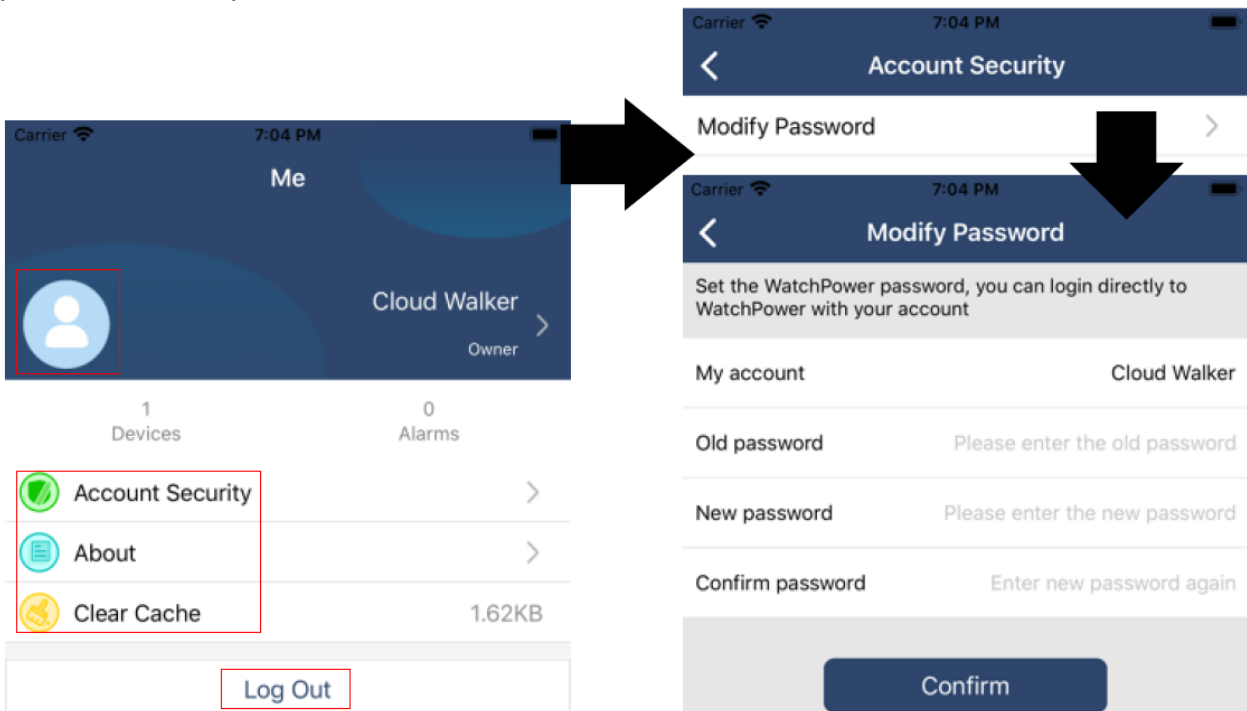 Carrier 7:04 PM
Me
Cloud Walker
Owner
1
Devices
0
Alarms
Account Security
About
Clear Cache 1.62KB
Log Out
Carrier 7:04 PM
Account Security
Modify Password
Carrier 7:04 PM
Modify Password
Set the WatchPower password, you can login directly to
WatchPower with your account
My account Cloud Walker
Old password Please enter the old password
New password Please enter the new password
Confirm password Enter new password again
Confirm